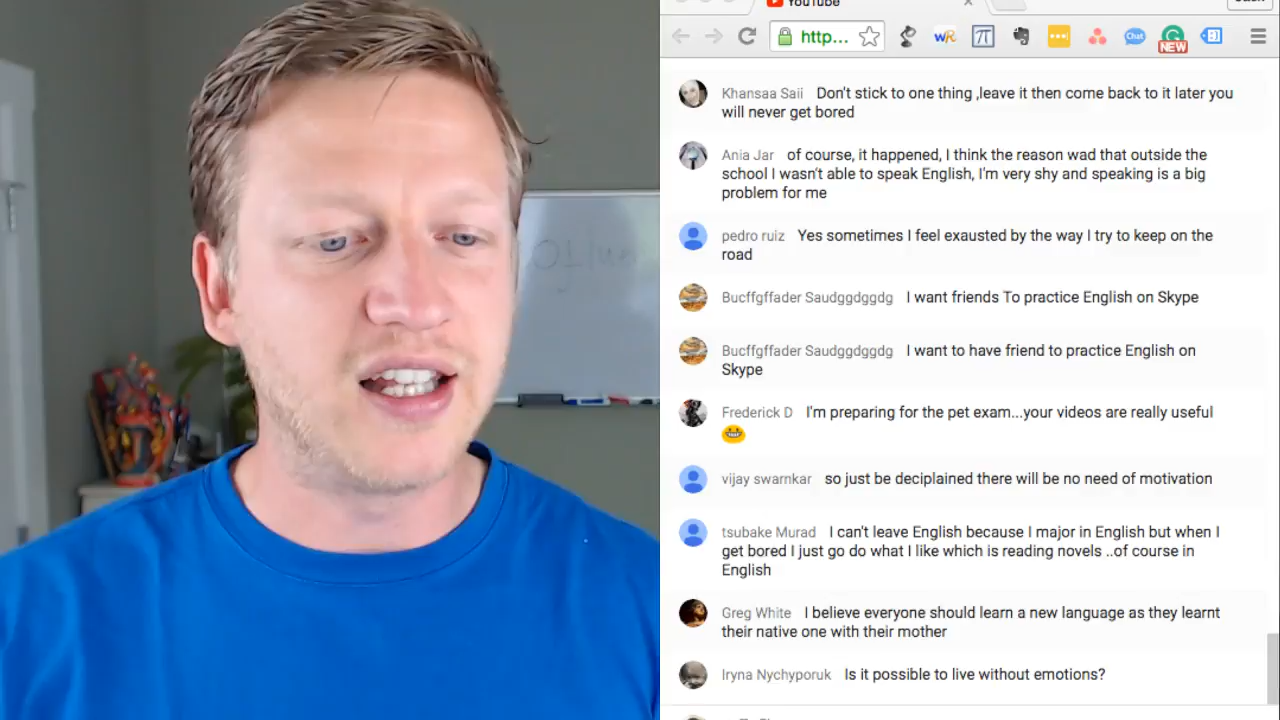 YouTube
http...
wR
π
...
Chat
NEW
Khansaa Saii Don't stick to one thing ,leave it then come back to it later you
will never get bored
Ania Jar of course, it happened, I think the reason wad that outside the
school I wasn't able to speak English, I'm very shy and speaking is a big
problem for me
pedro ruiz Yes sometimes I feel exausted by the way I try to keep on the
road
Bucffgffader Saudggdggdg I want friends To practice English on Skype
Bucffgffader Saudggdggdg I want to have friend to practice English on
Skype
Frederick D I'm preparing for the pet exam...your videos are really useful
vijay swarnkar so just be deciplained there will be no need of motivation
tsubake Murad I can't leave English because I major in English but when I
get bored I just go do what I like which is reading novels ..of course in
English
Greg White I believe everyone should learn a new language as they learnt
their native one with their mother
Iryna Nychyporuk Is it possible to live without emotions?